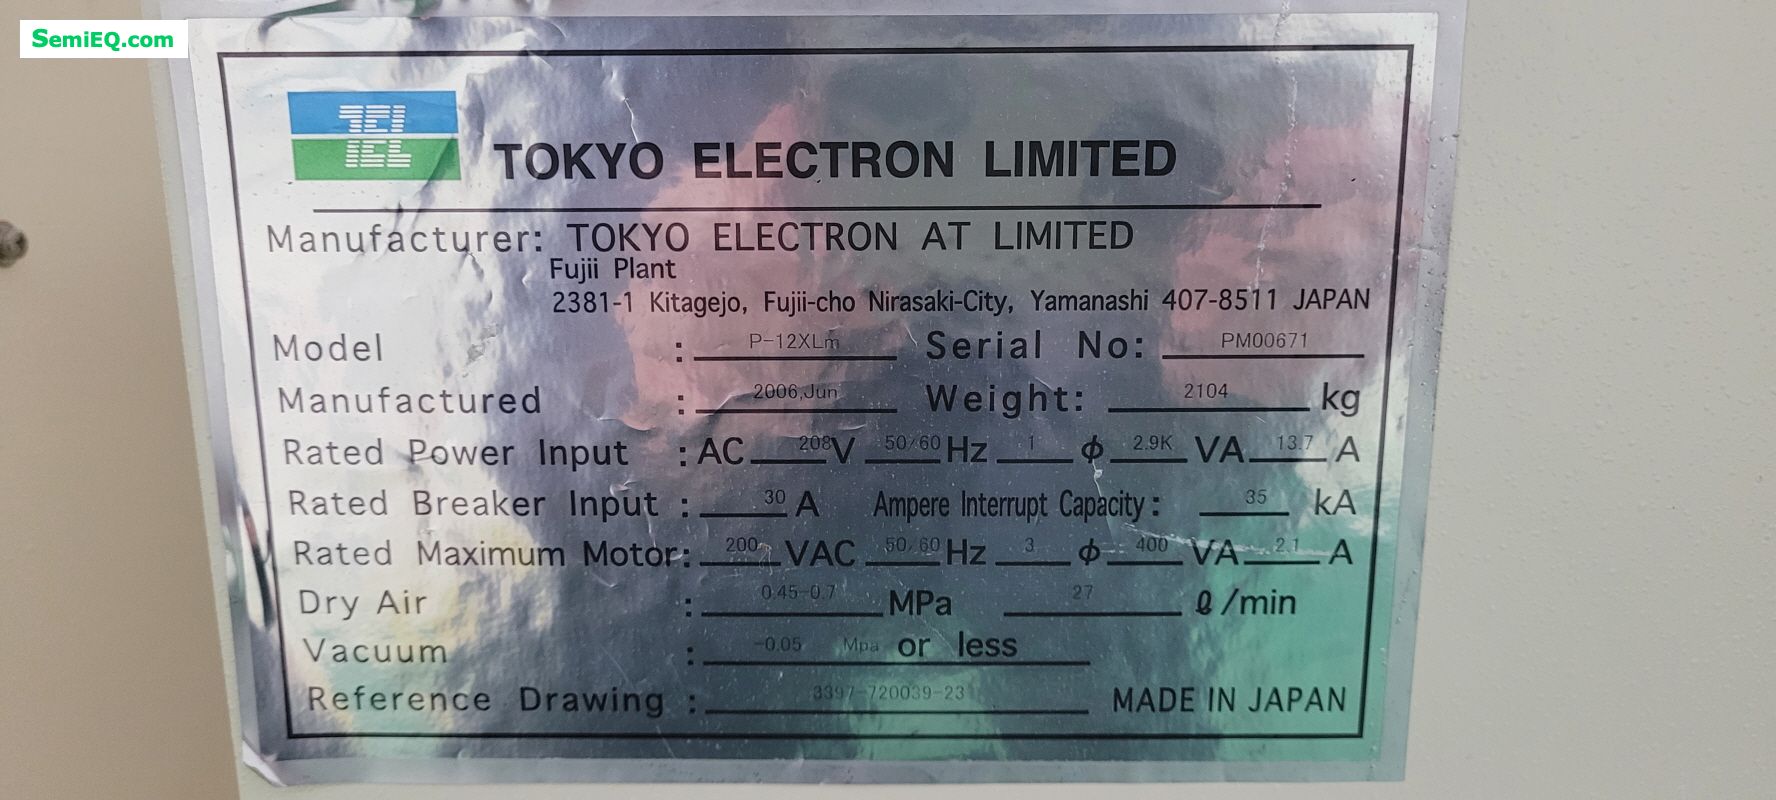 SemiEQ.com
TEL
TOKYO ELECTRON LIMITED
Manufacturer: TOKYO ELECTRON AT LIMITED
Fujii Plant
2381-1 Kitagejo, Fujii-cho Nirasaki-City, Yamanashi 407-8511 JAPAN
Model : P-12XLm Serial No: PM00671
Manufactured : 2006,Jun Weight: 2104 kg
Rated Power Input : AC 208 V 50/60 Hz 1 ϕ 2.9K VA 13.7 A
Rated Breaker Input : 30 A Ampere Interrupt Capacity: 35 kA
Rated Maximum Motor: 200 VAC 50/60 Hz 3 ϕ 400 VA 2.1 A
Dry Air : 0.45-0.7 MPa 27 ℓ/min
Vacuum : -0.05 Mpa or less
Reference Drawing : 3397-720039-23 MADE IN JAPAN